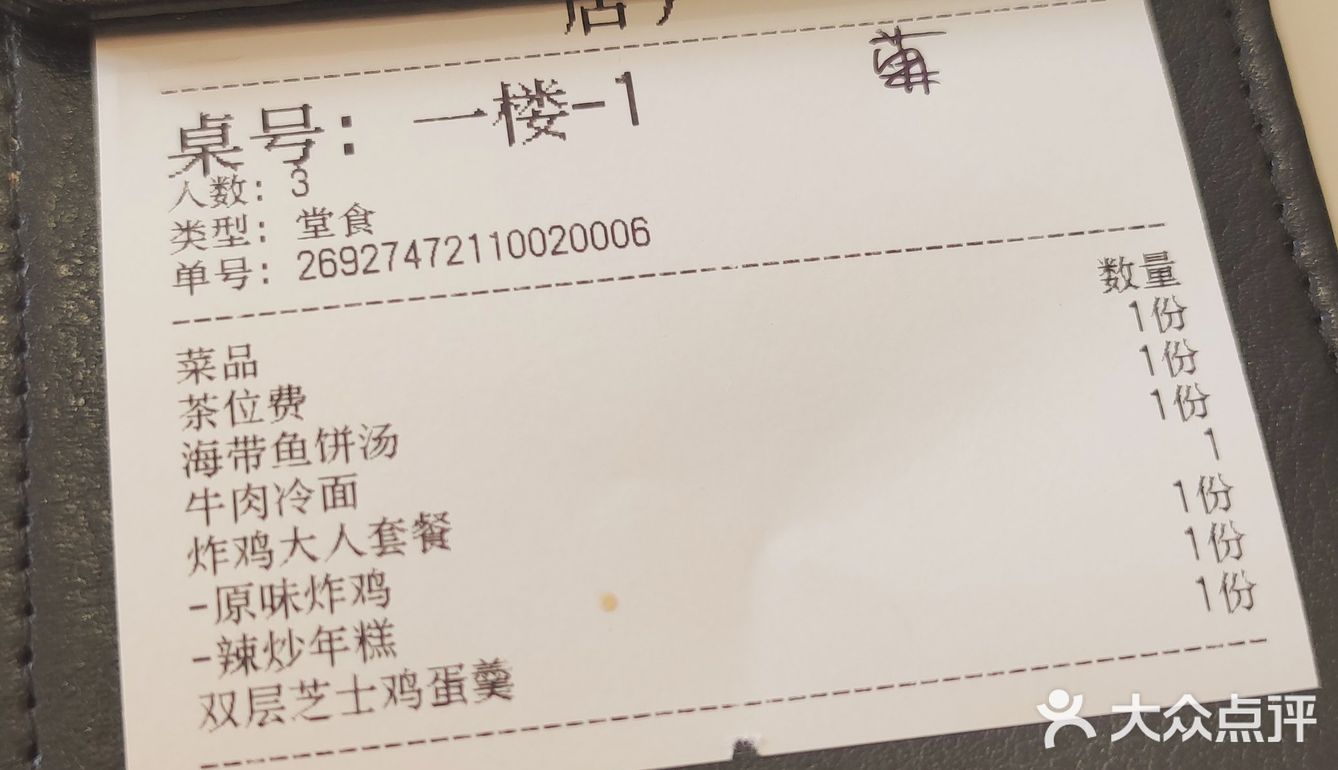 桌号： 一楼-1
人数： 3
类型： 堂食
单号： 26927472110020006
菜品 数量
茶位费 1份
海带鱼饼汤 1份
牛肉冷面 1份
炸鸡大人套餐 1
-原味炸鸡 1份
-辣炒年糕 1份
双层芝士鸡蛋羹 1份
大众点评